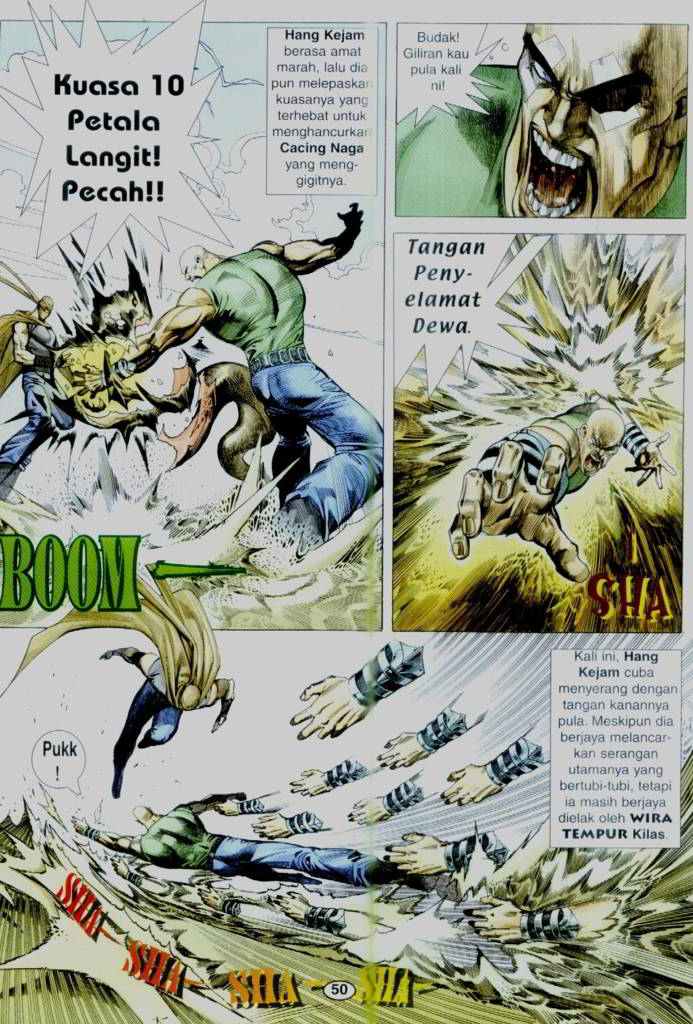 Kuasa 10
Petala
Langit!
Pecah!!
Hang Kejam
berasa amat
marah, lalu dia
pun melepaskan
kuasanya yang
terhebat untuk
menghancurkan
Cacing Naga
yang meng-
gigitnya.
BOOM
Budak!
Giliran kau
pula kali
ni!
Tangan
Peny-
elamat
Dewa.
SHA
Kali ini, Hang
Kejam cuba
menyerang dengan
tangan kanannya
pula. Meskipun dia
berjaya melancar-
kan serangan
utamanya yang
bertubi-tubi, tetapi
ia masih berjaya
dielak oleh WIRA
TEMPUR Kilas.
Pukk
!
SHA
SHA
SHA
SHA
50